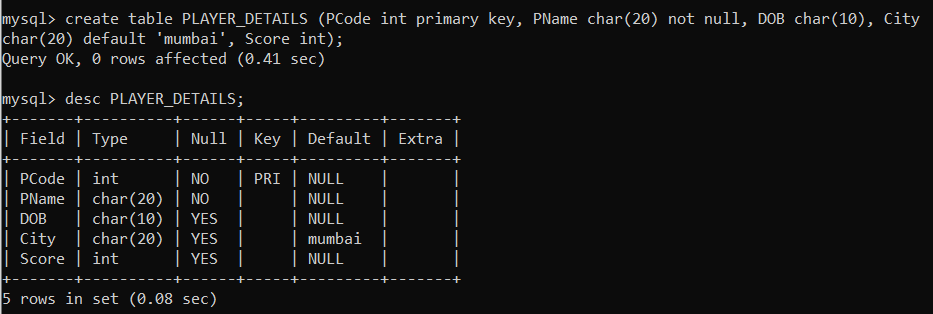 mysql> create table PLAYER_DETAILS (PCode int primary key, PName char(20) not null, DOB char(10), City
char(20) default 'mumbai', Score int);
Query OK, 0 rows affected (0.41 sec)
mysql> desc PLAYER_DETAILS;
+-------+----------+------+-----+---------+-------+
| Field | Type     | Null | Key | Default | Extra |
+-------+----------+------+-----+---------+-------+
| PCode | int      | NO   | PRI | NULL    |       |
| PName | char(20) | NO   |     | NULL    |       |
| DOB   | char(10) | YES  |     | NULL    |       |
| City  | char(20) | YES  |     | mumbai  |       |
| Score | int      | YES  |     | NULL    |       |
+-------+----------+------+-----+---------+-------+
5 rows in set (0.08 sec)